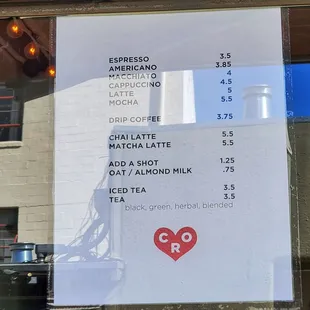 ESPRESSO 3.5
AMERICANO 3.85
MACCHIATO 4
CAPPUCCINO 4.5
LATTE 5
MOCHA 5.5
DRIP COFFEE 3.75
CHAI LATTE 5.5
MATCHA LATTE 5.5
ADD A SHOT 1.25
OAT / ALMOND MILK .75
ICED TEA 3.5
TEA 3.5
black, green, herbal, blended
C R O